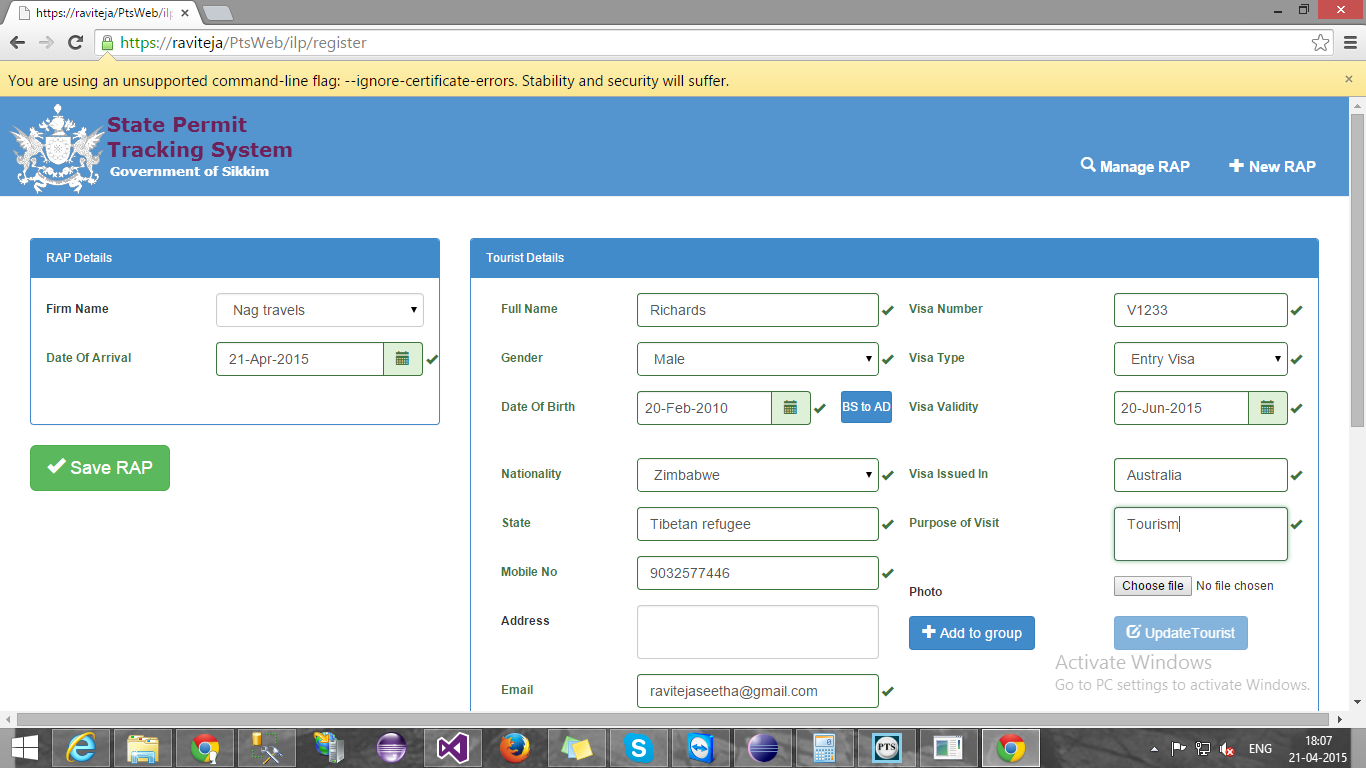 https://raviteja/PtsWeb/ilp
https://raviteja/PtsWeb/ilp/register
You are using an unsupported command-line flag: --ignore-certificate-errors. Stability and security will suffer.
State Permit
Tracking System
Government of Sikkim
Manage RAP
New RAP
RAP Details
Firm Name
Nag travels
Date Of Arrival
21-Apr-2015
Save RAP
Tourist Details
Full Name
Richards
Visa Number
V1233
Gender
Male
Visa Type
Entry Visa
Date Of Birth
20-Feb-2010
BS to AD
Visa Validity
20-Jun-2015
Nationality
Zimbabwe
Visa Issued In
Australia
State
Tibetan refugee
Purpose of Visit
Tourism
Mobile No
9032577446
Photo
Choose file No file chosen
Address
Add to group
UpdateTourist
Email
ravitejaseetha@gmail.com
Activate Windows
Go to PC settings to activate Windows.
PTS
ENG
18:07
21-04-2015